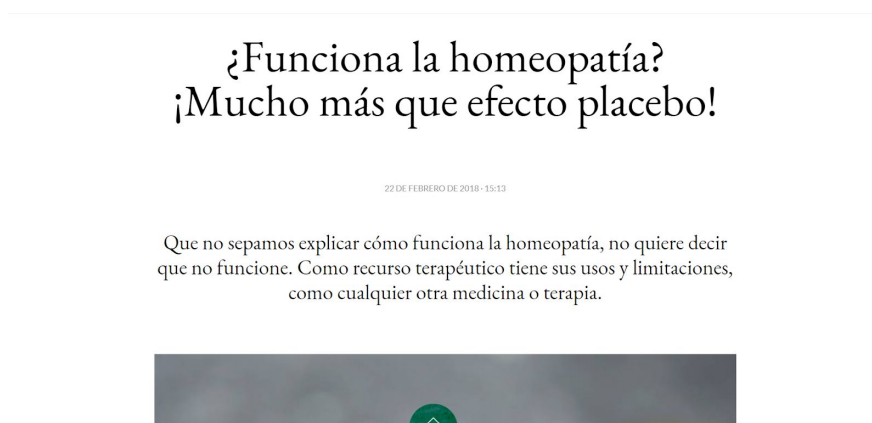 ¿Funciona la homeopatía?
¡Mucho más que efecto placebo!
22 DE FEBRERO DE 2018 · 15:13
Que no sepamos explicar cómo funciona la homeopatía, no quiere decir
que no funcione. Como recurso terapéutico tiene sus usos y limitaciones,
como cualquier otra medicina o terapia.